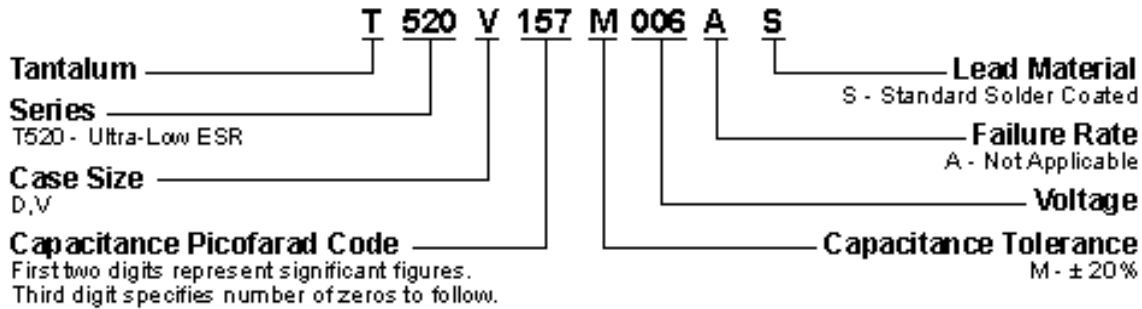 T 520 V 157 M 006 A S
Tantalum
Series
T520 - Ultra-Low ESR
Case Size
D,V
Capacitance Picofarad Code
First two digits represent significant figures.
Third digit specifies number of zeros to follow.
Lead Material
S - Standard Solder Coated
Failure Rate
A - Not Applicable
Voltage
Capacitance Tolerance
M - ± 20%